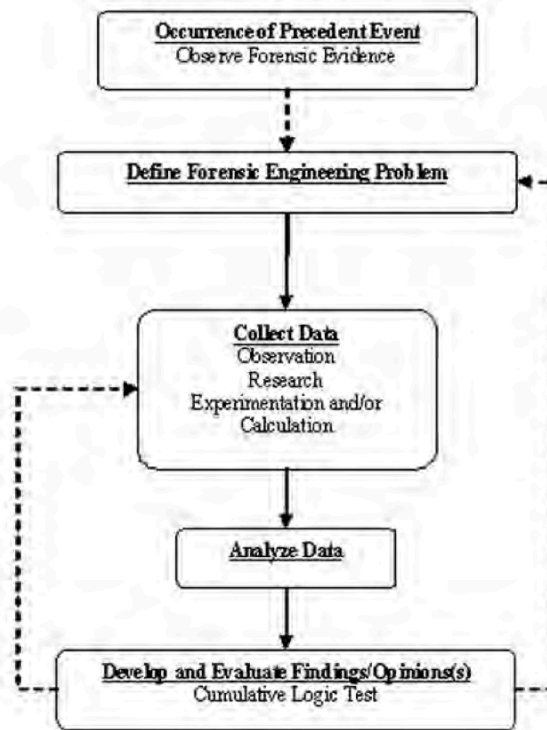 Occurrence of Precedent Event
Observe Forensic Evidence
Define Forensic Engineering Problem
Collect Data
Observation
Research
Experimentation and/or
Calculation
Analyze Data
Develop and Evaluate Findings/Opinions(s)
Cumulative Logic Test